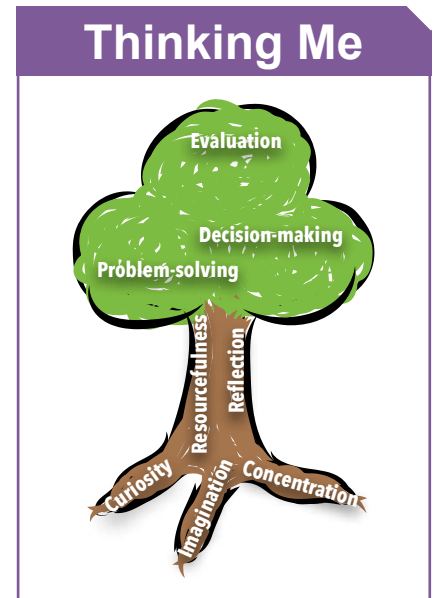 Thinking Me
Evaluation
Decision-making
Problem-solving
Resourcefulness
Reflection
Curiosity
Imagination
Concentration